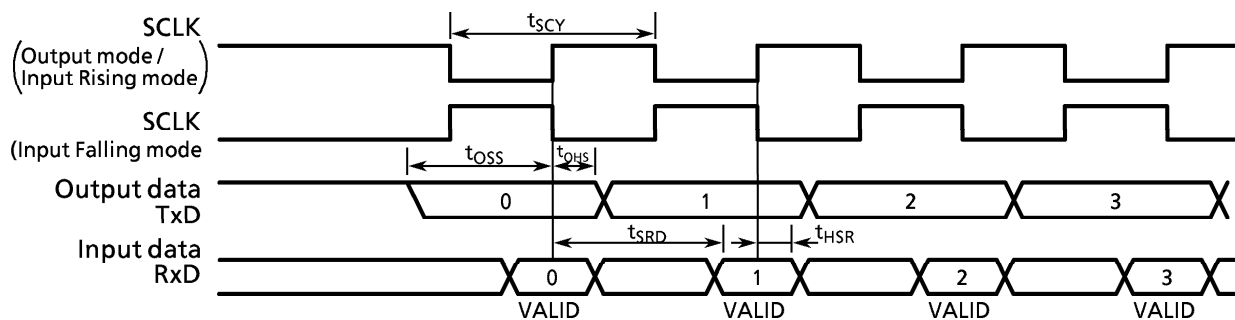 SCLK
(Output mode /
Input Rising mode)
tSCY
SCLK
(Input Falling mode
tOSS
tOHS
Output data
TxD
0
1
2
3
tSRD
tHSR
Input data
RxD
0
1
2
3
VALID
VALID
VALID
VALID